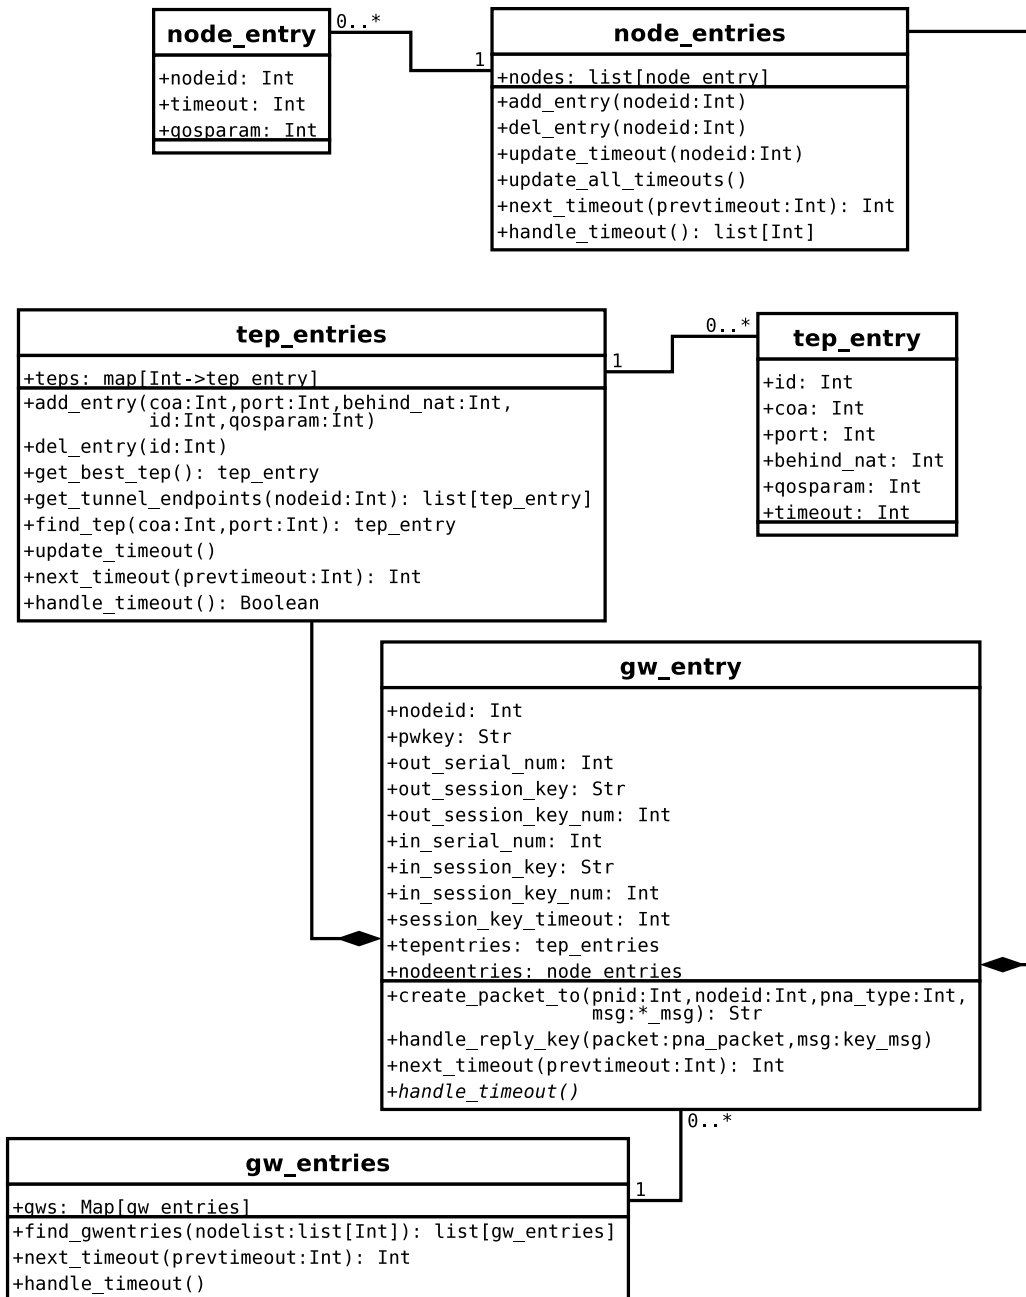 node_entry
+nodeid: Int
+timeout: Int
+qosparam: Int
0..*
1
node_entries
+nodes: list[node_entry]
+add_entry(nodeid:Int)
+del_entry(nodeid:Int)
+update_timeout(nodeid:Int)
+update_all_timeouts()
+next_timeout(prevtimeout:Int): Int
+handle_timeout(): list[Int]
tep_entries
+teps: map[Int->tep_entry]
+add_entry(coa:Int,port:Int,behind_nat:Int,
id:Int,qosparam:Int)
+del_entry(id:Int)
+get_best_tep(): tep_entry
+get_tunnel_endpoints(nodeid:Int): list[tep_entry]
+find_tep(coa:Int,port:Int): tep_entry
+update_timeout()
+next_timeout(prevtimeout:Int): Int
+handle_timeout(): Boolean
1
0..*
tep_entry
+id: Int
+coa: Int
+port: Int
+behind_nat: Int
+qosparam: Int
+timeout: Int
gw_entry
+nodeid: Int
+pwkey: Str
+out_serial_num: Int
+out_session_key: Str
+out_session_key_num: Int
+in_serial_num: Int
+in_session_key: Str
+in_session_key_num: Int
+session_key_timeout: Int
+tepentries: tep_entries
+nodeentries: node_entries
+create_packet_to(pnid:Int,nodeid:Int,pna_type:Int,
msg:*_msg): Str
+handle_reply_key(packet:pna_packet,msg:key_msg)
+next_timeout(prevtimeout:Int): Int
+handle_timeout()
0..*
1
gw_entries
+gws: Map[gw_entries]
+find_gwentries(nodelist:list[Int]): list[gw_entries]
+next_timeout(prevtimeout:Int): Int
+handle_timeout()